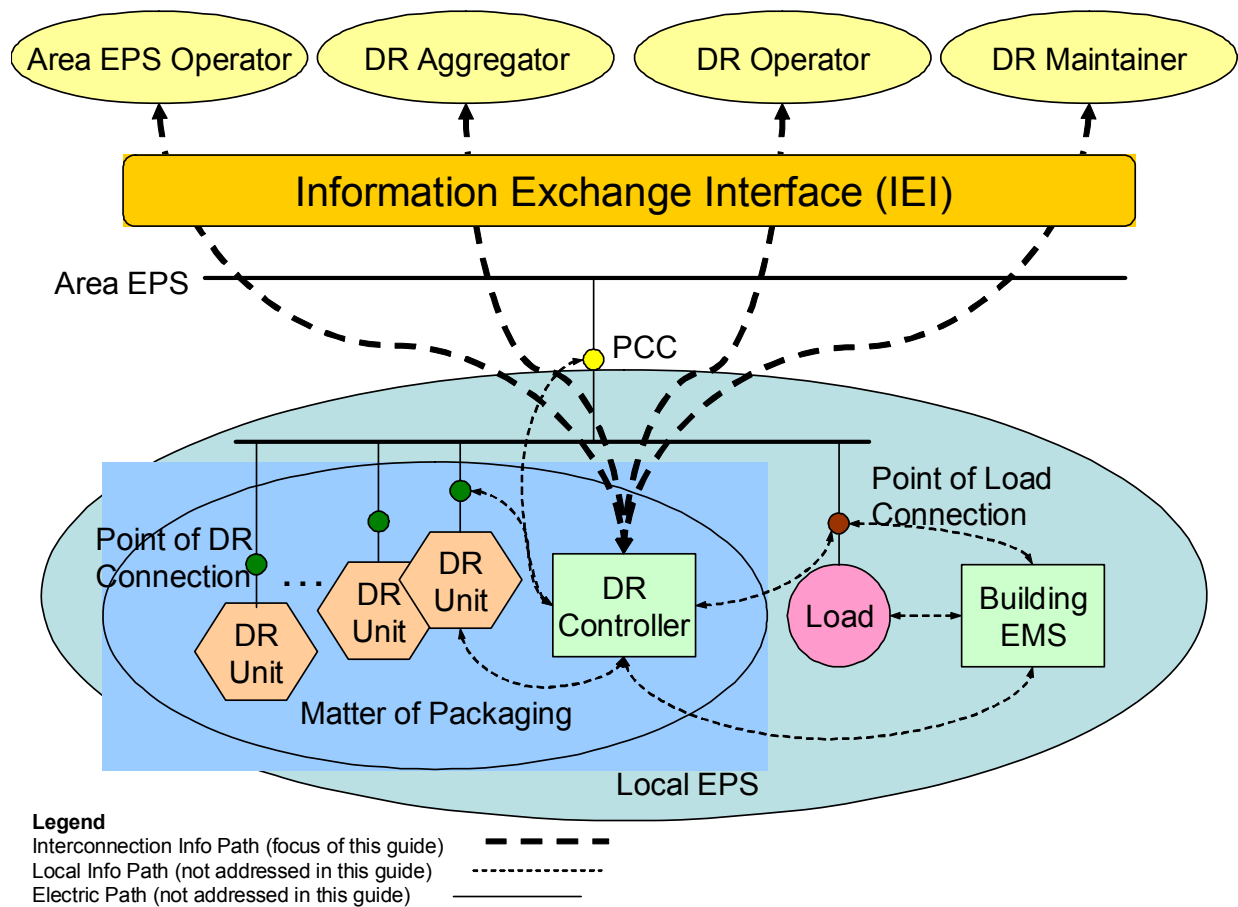 Area EPS Operator
DR Aggregator
DR Operator
DR Maintainer
Information Exchange Interface (IEI)
Area EPS
PCC
Point of Load
Connection
Point of DR
Connection
. . .
DR
Unit
DR
Unit
DR
Unit
DR
Controller
Load
Building
EMS
Matter of Packaging
Local EPS
Legend
Interconnection Info Path (focus of this guide)
Local Info Path (not addressed in this guide)
Electric Path (not addressed in this guide)